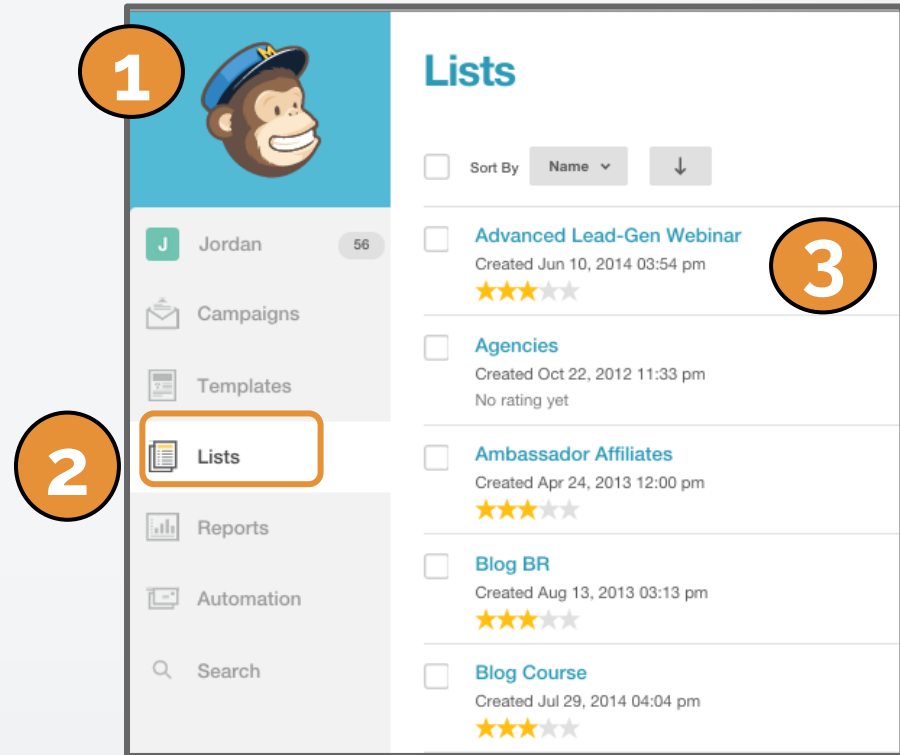 1
M
Lists
Sort By Name
J Jordan 56
Campaigns
Templates
2
Lists
Reports
Automation
Search
Advanced Lead-Gen Webinar
Created Jun 10, 2014 03:54 pm
3
Agencies
Created Oct 22, 2012 11:33 pm
No rating yet
Ambassador Affiliates
Created Apr 24, 2013 12:00 pm
Blog BR
Created Aug 13, 2013 03:13 pm
Blog Course
Created Jul 29, 2014 04:04 pm